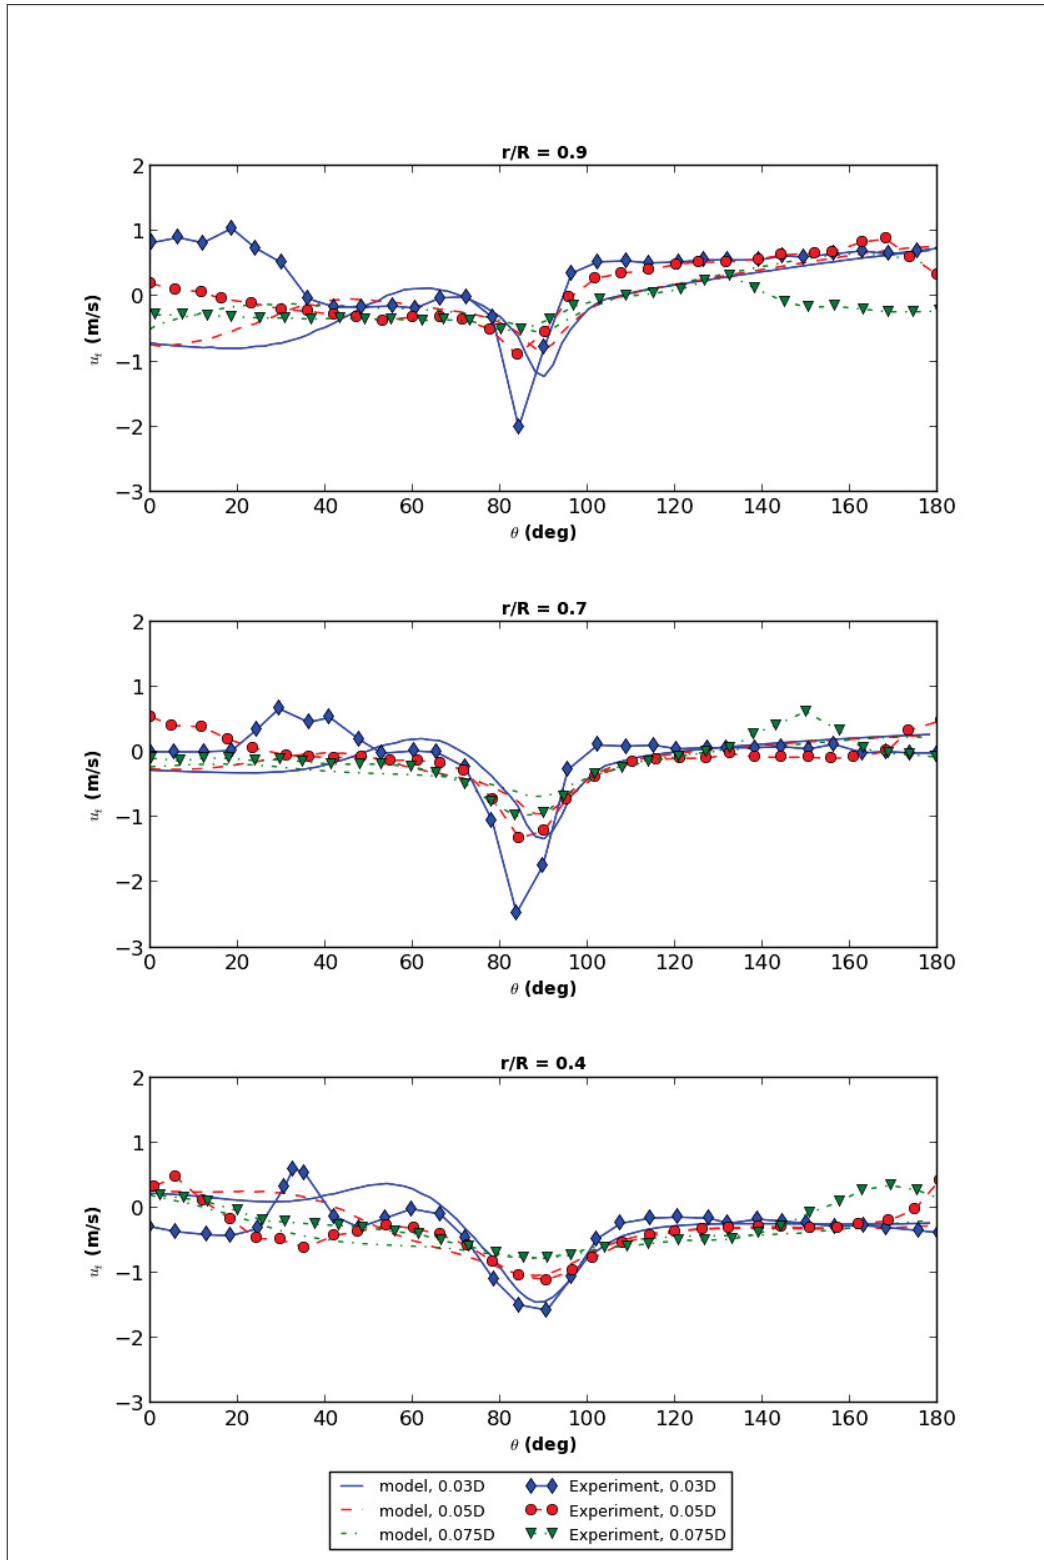 r/R = 0.9
2
1
0
−1
−2
−3
u_t (m/s)
0 20 40 60 80 100 120 140 160 180
θ (deg)
r/R = 0.7
2
1
0
−1
−2
−3
u_t (m/s)
0 20 40 60 80 100 120 140 160 180
θ (deg)
r/R = 0.4
2
1
0
−1
−2
−3
u_t (m/s)
0 20 40 60 80 100 120 140 160 180
θ (deg)
model, 0.03D Experiment, 0.03D
model, 0.05D Experiment, 0.05D
model, 0.075D Experiment, 0.075D